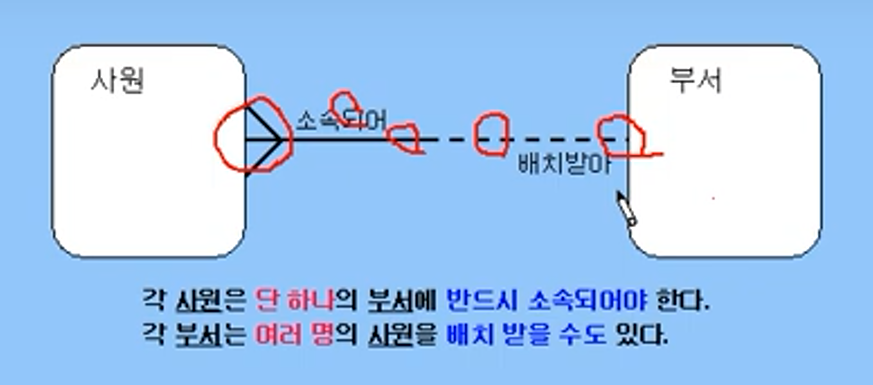 사원
부서
소속되어
배치받아
각 사원은 단 하나의 부서에 반드시 소속되어야 한다.
각 부서는 여러 명의 사원을 배치 받을 수도 있다.